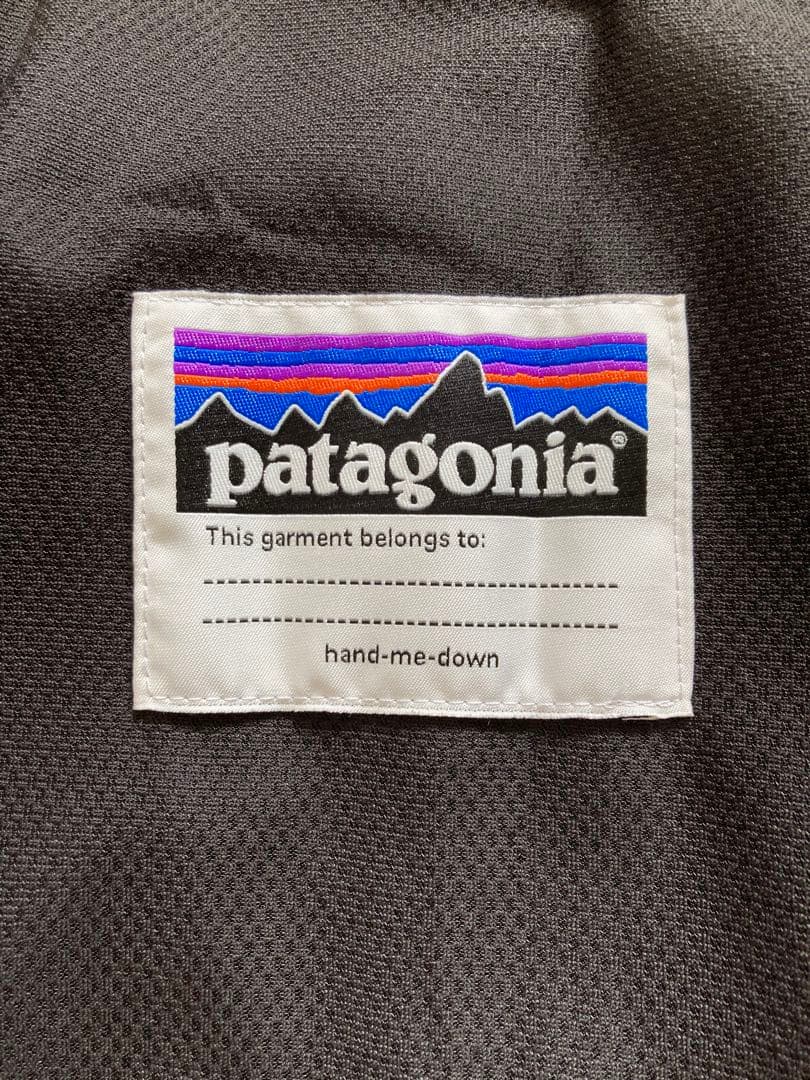 patagonia®
This garment belongs to:
hand-me-down